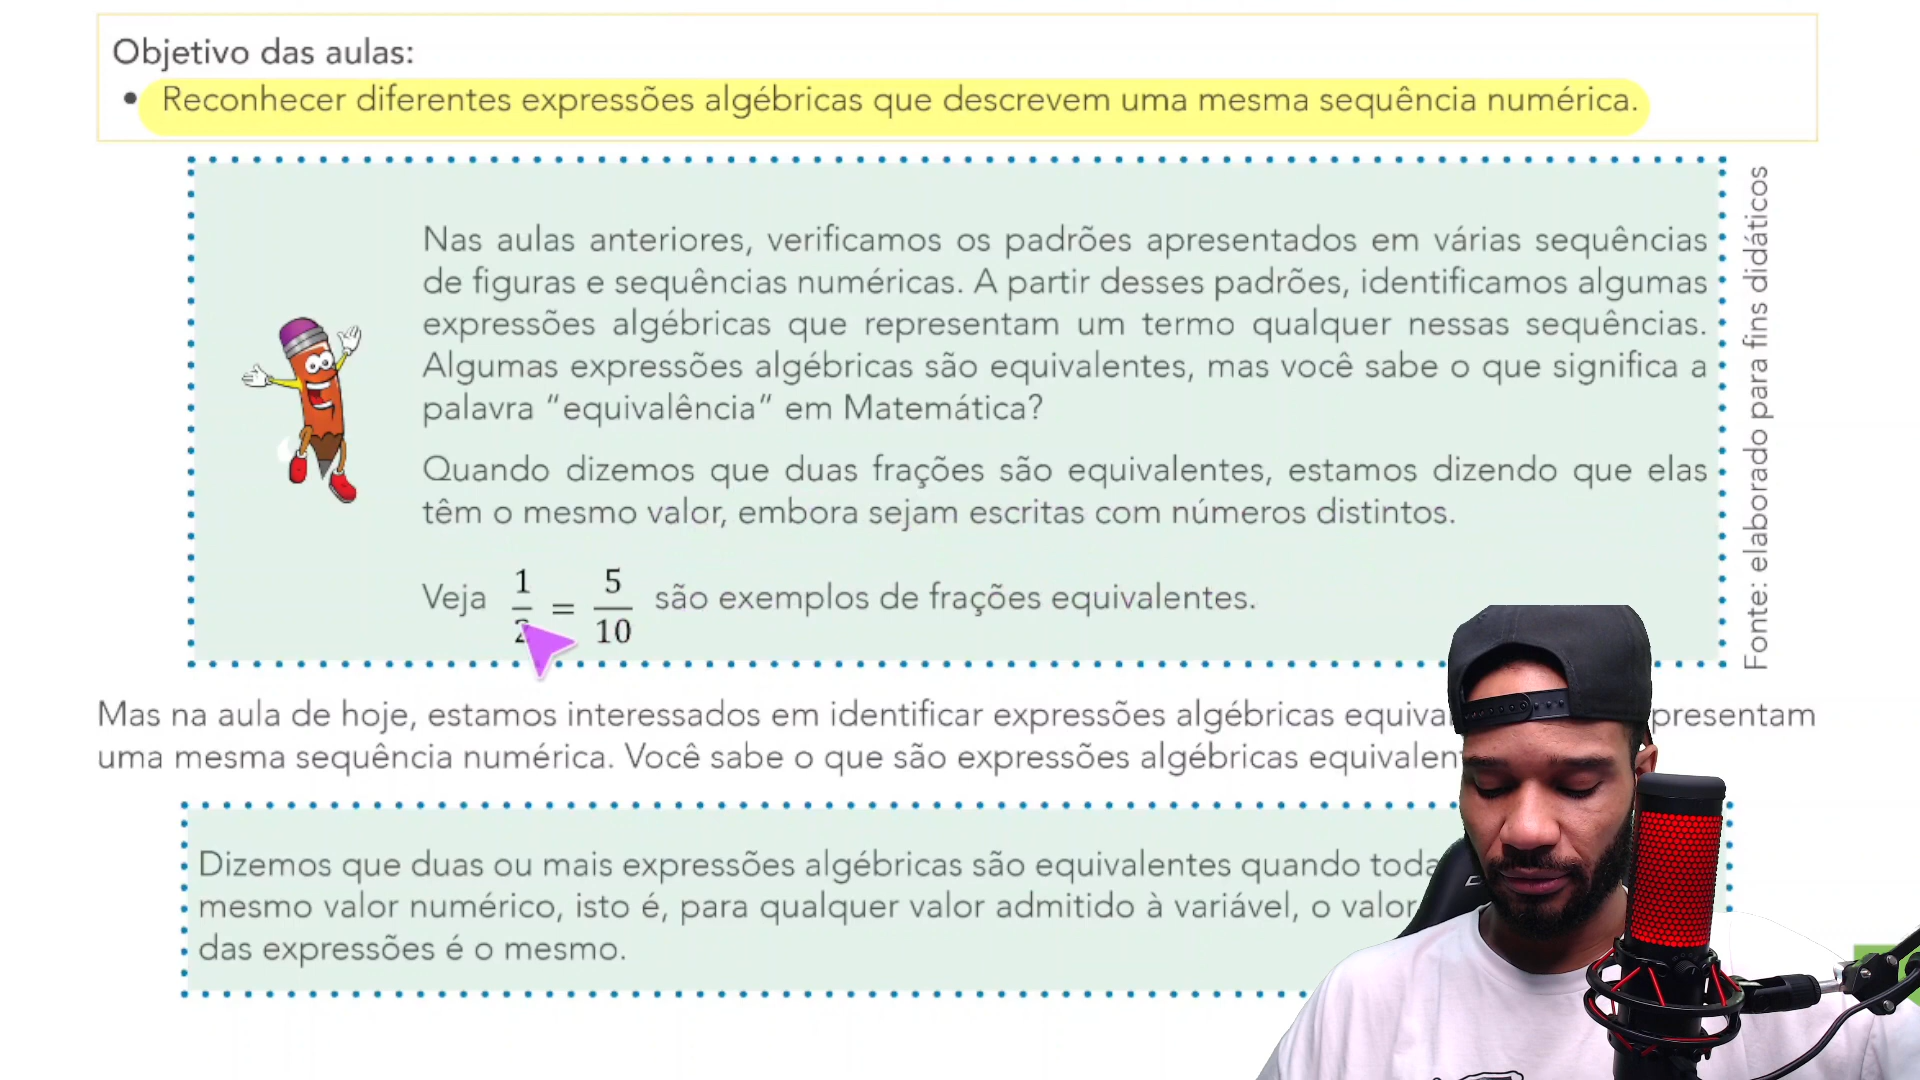 Objetivo das aulas:
• Reconhecer diferentes expressões algébricas que descrevem uma mesma sequência numérica.
Nas aulas anteriores, verificamos os padrões apresentados em várias sequências
de figuras e sequências numéricas. A partir desses padrões, identificamos algumas
expressões algébricas que representam um termo qualquer nessas sequências.
Algumas expressões algébricas são equivalentes, mas você sabe o que significa a
palavra “equivalência” em Matemática?
Quando dizemos que duas frações são equivalentes, estamos dizendo que elas
têm o mesmo valor, embora sejam escritas com números distintos.
Veja 1/2 = 5/10 são exemplos de frações equivalentes.
Fonte: elaborado para fins didáticos
Mas na aula de hoje, estamos interessados em identificar expressões algébricas presentam
uma mesma sequência numérica. Você sabe o que são expressões algébricas
Dizemos que duas ou mais expressões algébricas são equivalentes quando
mesmo valor numérico, isto é, para qualquer valor admitido à variável, o valor
das expressões é o mesmo.